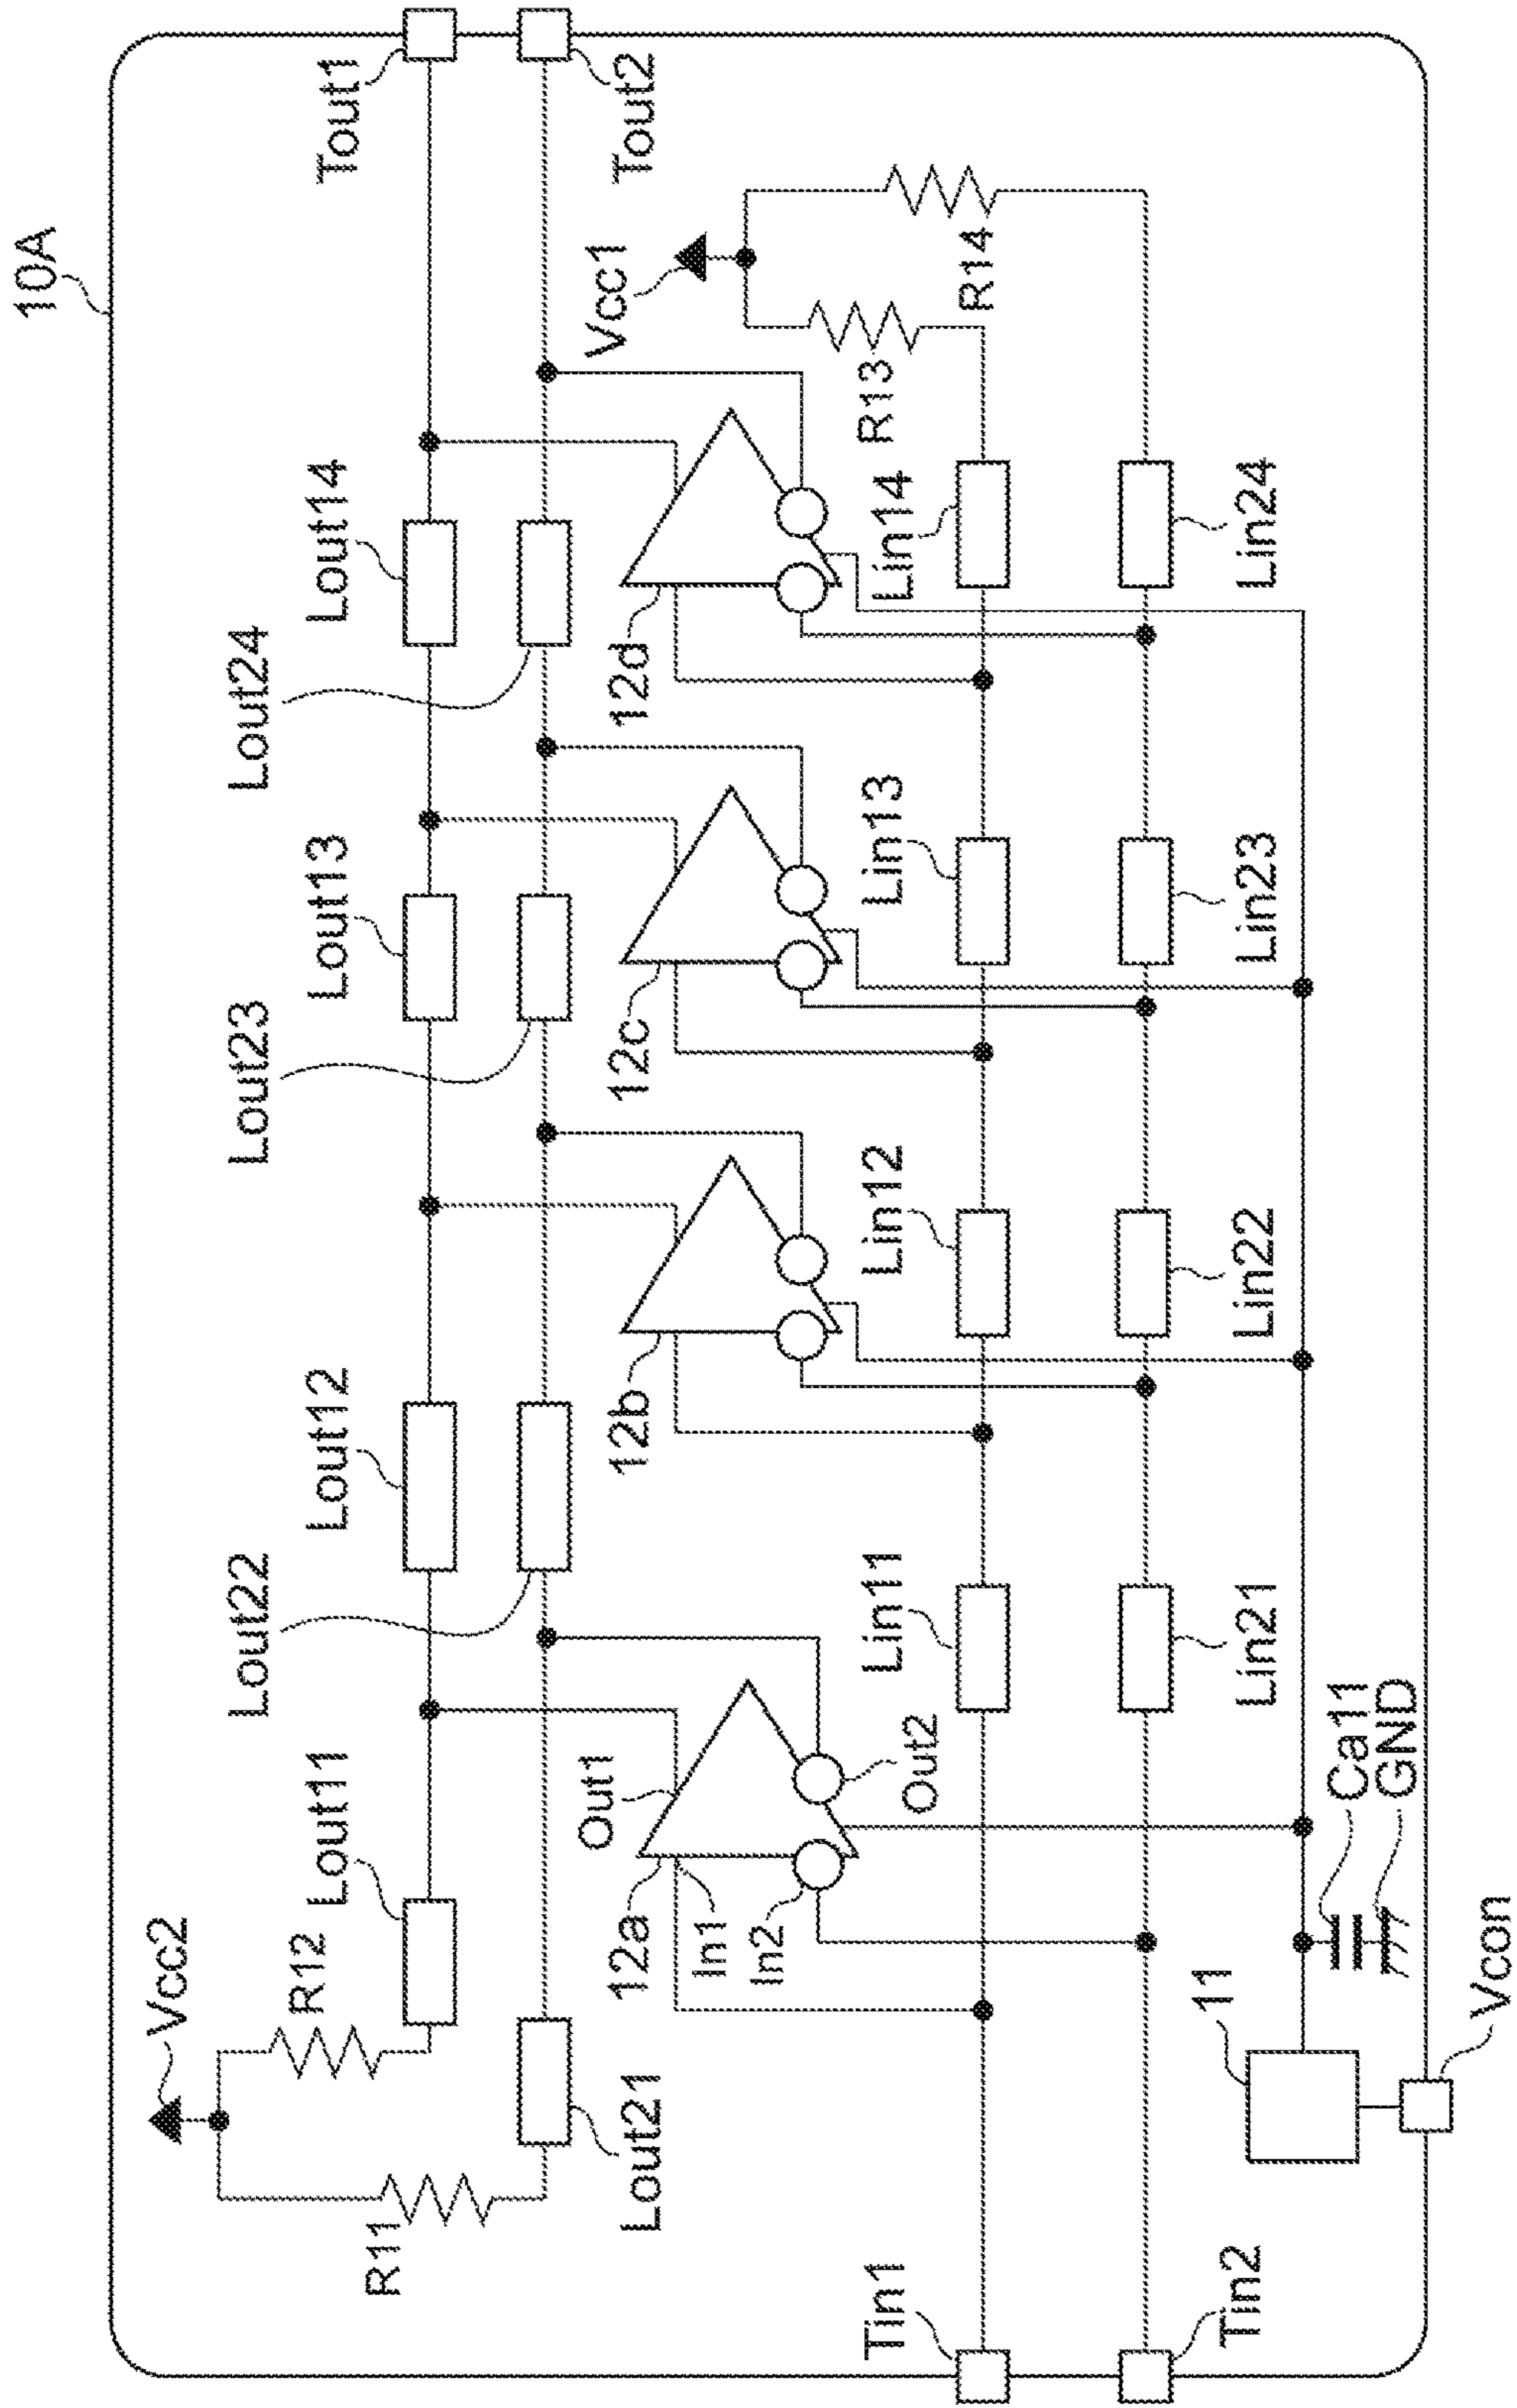 10A
Vcc2
R12
R11
Lout11
Lout21
Lout22
Lout12
Lout23
Lout13
Lout24
Lout14
Tout1
Tout2
Out1
12a
In1
In2
Out2
12b
12c
12d
Vcc1
R13
R14
Lin11
Lin12
Lin13
Lin14
Lin21
Lin22
Lin23
Lin24
Tin1
Tin2
11
Ca11
GND
Vcon